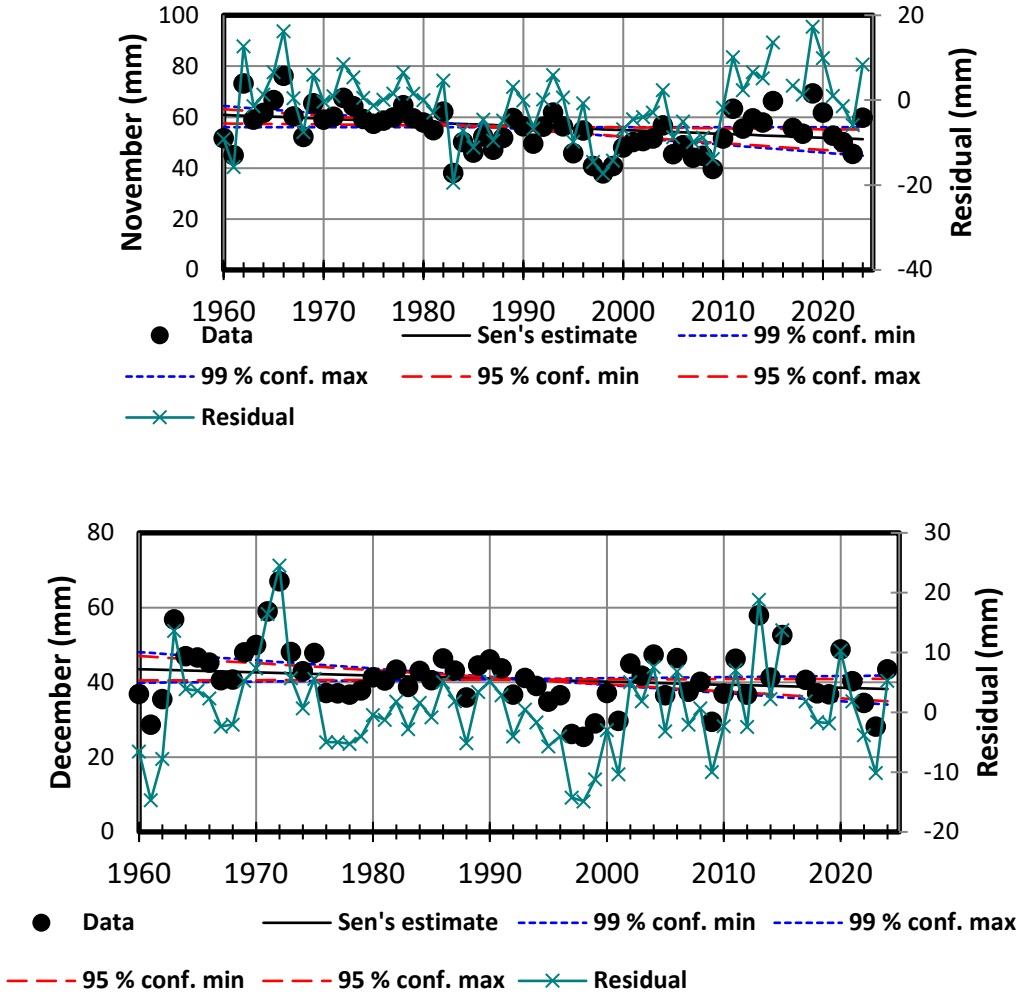 November (mm)
100
80
60
40
20
0
20
0
-20
-40
Residual (mm)
1960 1970 1980 1990 2000 2010 2020
Data Sen's estimate 99 % conf. min
99 % conf. max 95 % conf. min 95 % conf. max
Residual
December (mm)
80
60
40
20
0
30
20
10
0
-10
-20
Residual (mm)
1960 1970 1980 1990 2000 2010 2020
Data Sen's estimate 99 % conf. min 99 % conf. max
95 % conf. min 95 % conf. max Residual